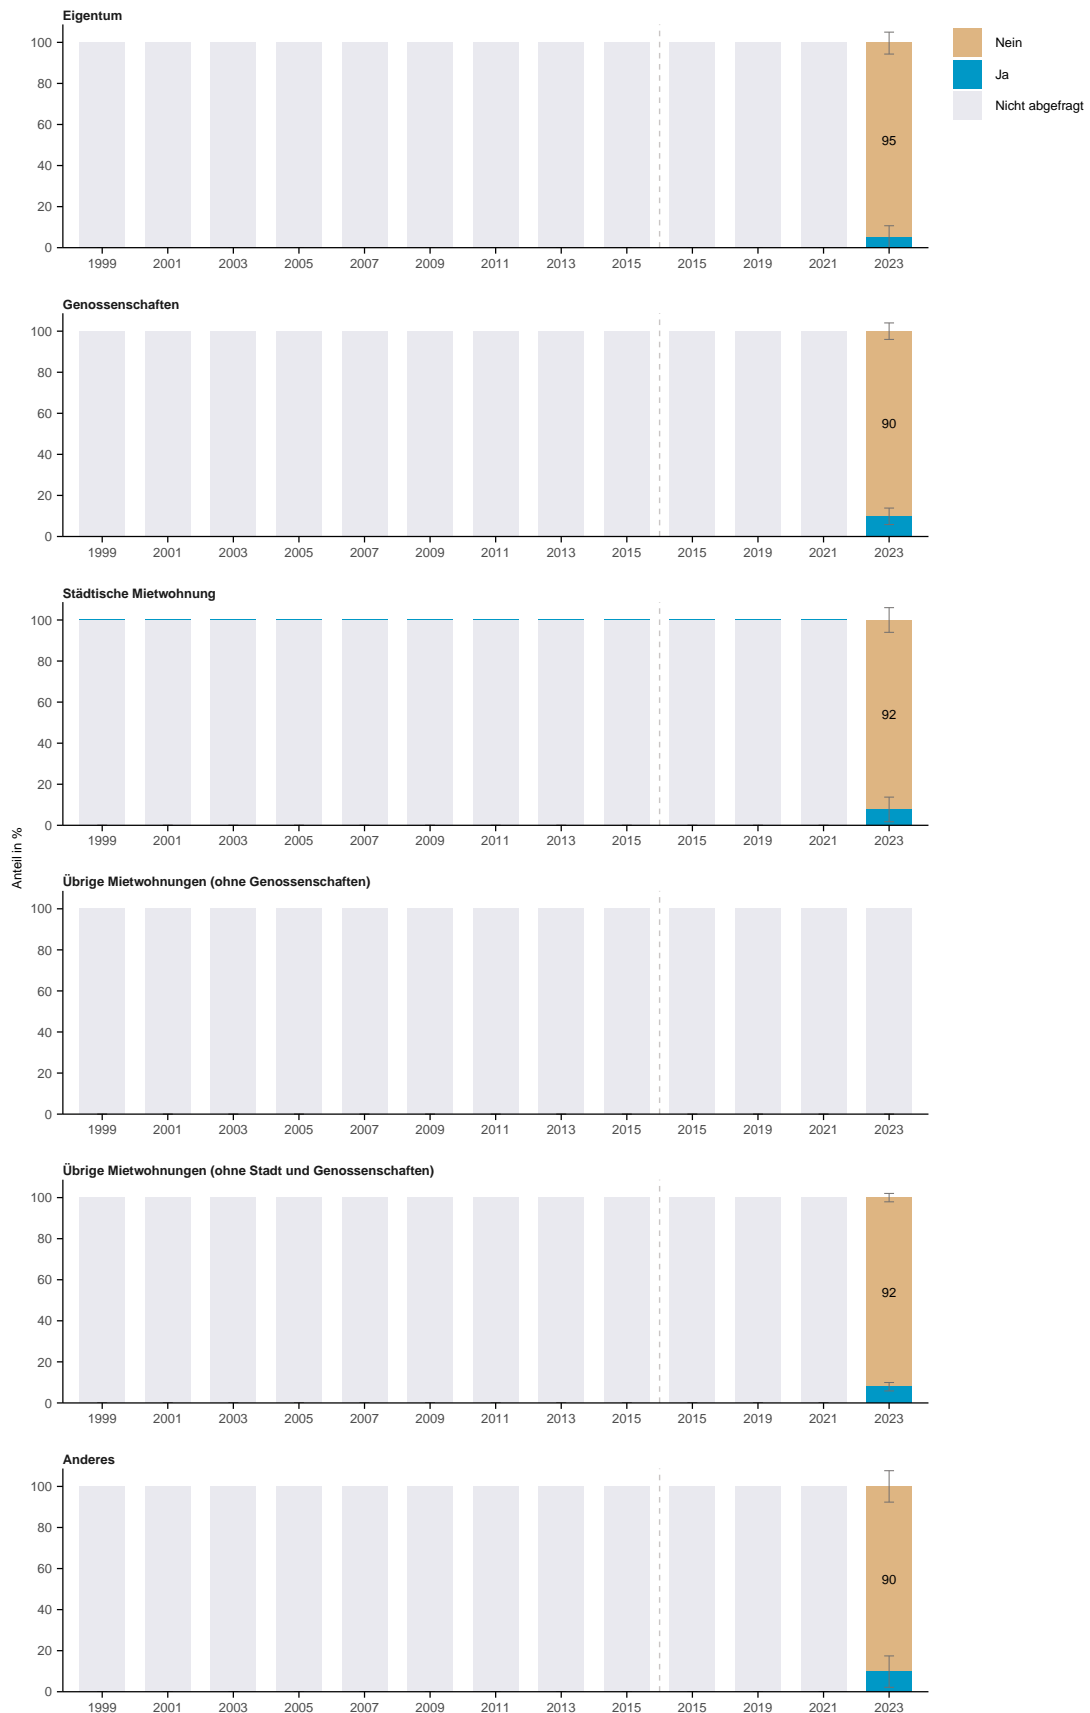 Eigentum
100
80
60
40
20
0
95
1999 2001 2003 2005 2007 2009 2011 2013 2015 2015 2019 2021 2023
Nein
Ja
Nicht abgefragt
Genossenschaften
100
80
60
40
20
0
90
1999 2001 2003 2005 2007 2009 2011 2013 2015 2015 2019 2021 2023
Städtische Mietwohnung
100
80
60
40
20
0
92
1999 2001 2003 2005 2007 2009 2011 2013 2015 2015 2019 2021 2023
Anteil in %
Übrige Mietwohnungen (ohne Genossenschaften)
100
80
60
40
20
0
1999 2001 2003 2005 2007 2009 2011 2013 2015 2015 2019 2021 2023
Übrige Mietwohnungen (ohne Stadt und Genossenschaften)
100
80
60
40
20
0
92
1999 2001 2003 2005 2007 2009 2011 2013 2015 2015 2019 2021 2023
Anderes
100
80
60
40
20
0
90
1999 2001 2003 2005 2007 2009 2011 2013 2015 2015 2019 2021 2023